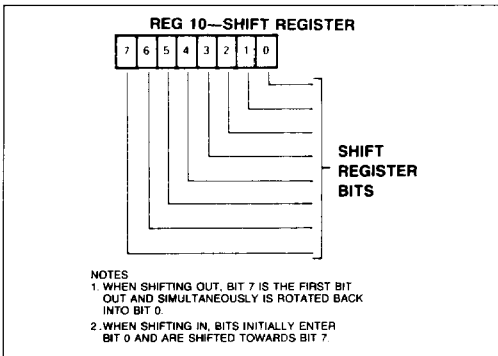 REG 10—SHIFT REGISTER
7 6 5 4 3 2 1 0
SHIFT
REGISTER
BITS
NOTES
1. WHEN SHIFTING OUT, BIT 7 IS THE FIRST BIT
OUT AND SIMULTANEOUSLY IS ROTATED BACK
INTO BIT 0.
2. WHEN SHIFTING IN, BITS INITIALLY ENTER
BIT 0 AND ARE SHIFTED TOWARDS BIT 7.